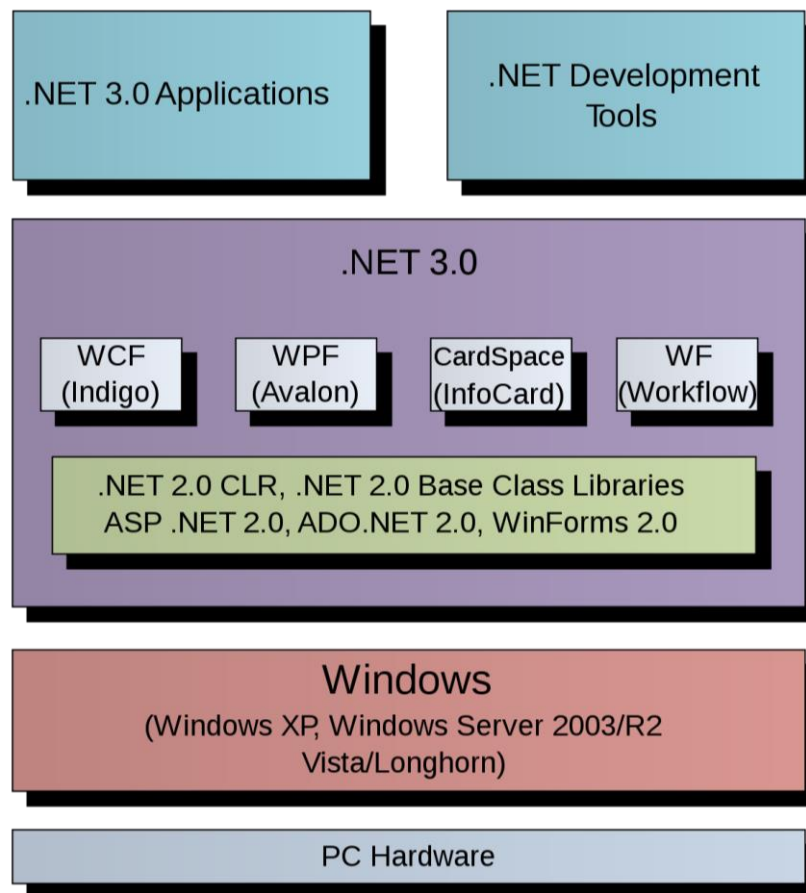 .NET 3.0 Applications
.NET Development
Tools
.NET 3.0
WCF
(Indigo)
WPF
(Avalon)
CardSpace
(InfoCard)
WF
(Workflow)
.NET 2.0 CLR, .NET 2.0 Base Class Libraries
ASP .NET 2.0, ADO.NET 2.0, WinForms 2.0
Windows
(Windows XP, Windows Server 2003/R2
Vista/Longhorn)
PC Hardware